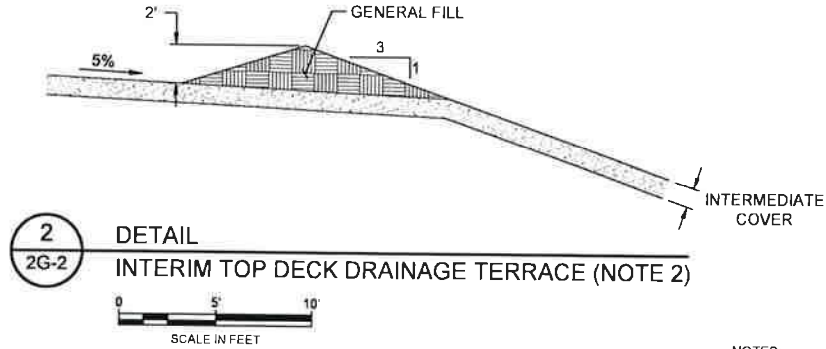 2'
GENERAL FILL
3
1
5%
INTERMEDIATE
COVER
2
2G-2
DETAIL
INTERIM TOP DECK DRAINAGE TERRACE (NOTE 2)
0 5' 10'
SCALE IN FEET